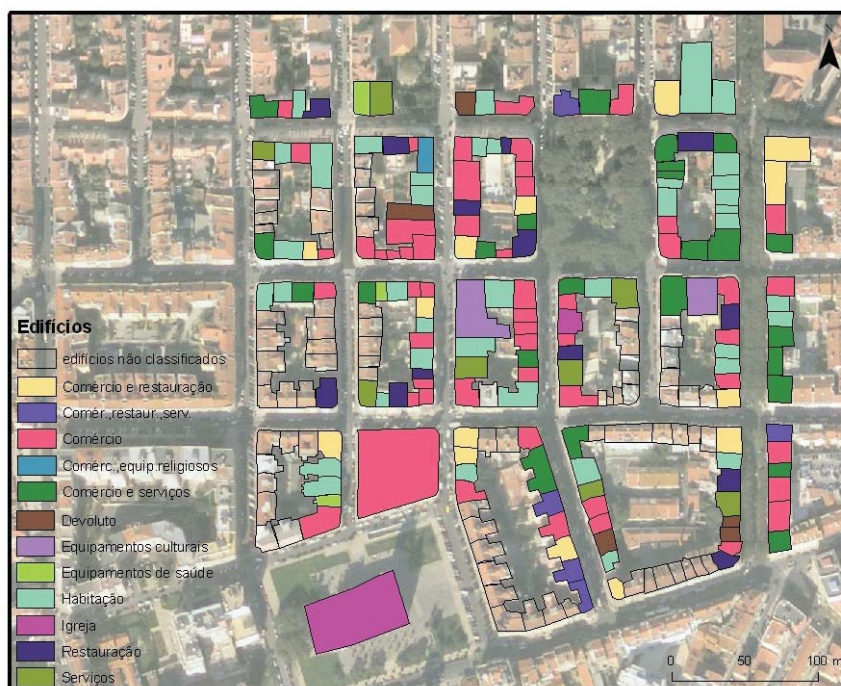 N
Edifícios
edifícios não classificados
Comércio e restauração
Comér.,restaur.,serv.
Comércio
Comérc.,equip.religiosos
Comércio e serviços
Devoluto
Equipamentos culturais
Equipamentos de saúde
Habitação
Igreja
Restauração
Serviços
0 50 100 m